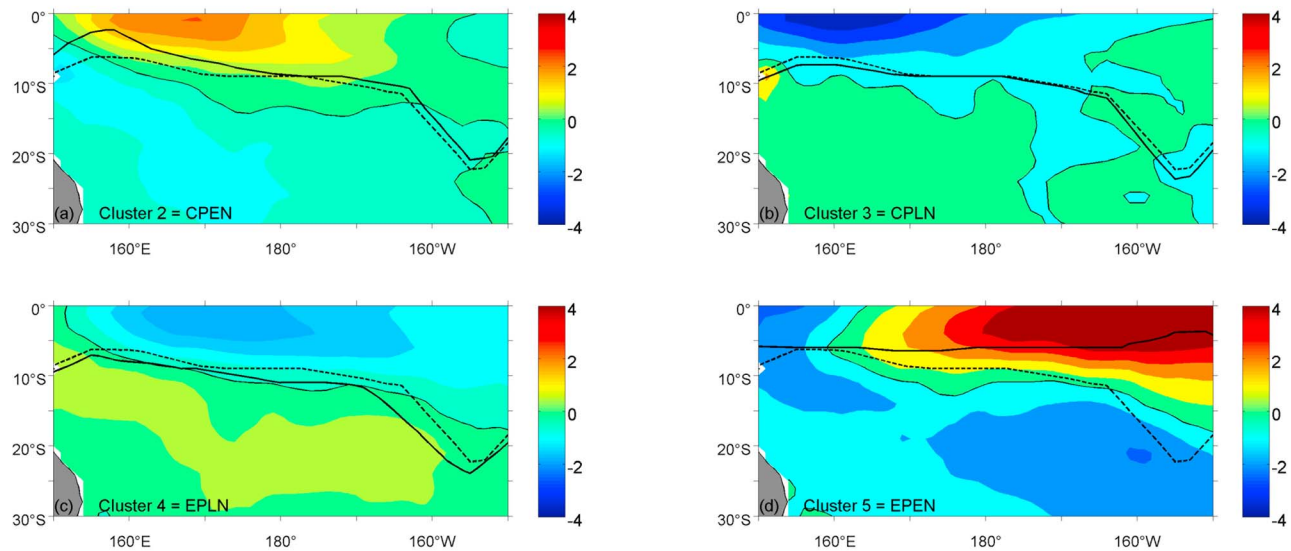 0°
10°S
20°S
30°S
(a) Cluster 2 = CPEN
160°E 180° 160°W
4
2
0
-2
-4
0°
10°S
20°S
30°S
(b) Cluster 3 = CPLN
160°E 180° 160°W
4
2
0
-2
-4
0°
10°S
20°S
30°S
(c) Cluster 4 = EPLN
160°E 180° 160°W
4
2
0
-2
-4
0°
10°S
20°S
30°S
(d) Cluster 5 = EPEN
160°E 180° 160°W
4
2
0
-2
-4